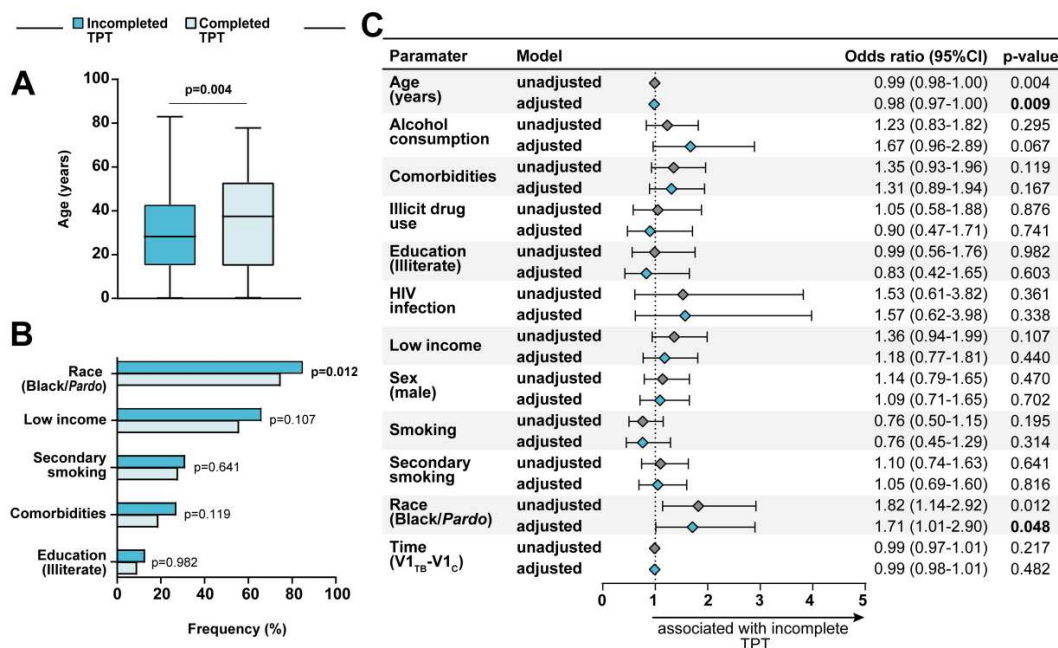 Incompleted TPT
Completed TPT
A
100
80
60
40
20
0
Age (years)
p=0.004
B
Race (Black/Pardo)
p=0.012
Low income
p=0.107
Secondary smoking
p=0.641
Comorbidities
p=0.119
Education (Illiterate)
p=0.982
0 20 40 60 80 100
Frequency (%)
C
Paramater Model Odds ratio (95%CI) p-value
Age (years) unadjusted 0.99 (0.98-1.00) 0.004
adjusted 0.98 (0.97-1.00) 0.009
Alcohol consumption unadjusted 1.23 (0.83-1.82) 0.295
adjusted 1.67 (0.96-2.89) 0.067
Comorbidities unadjusted 1.35 (0.93-1.96) 0.119
adjusted 1.31 (0.89-1.94) 0.167
Illicit drug use unadjusted 1.05 (0.58-1.88) 0.876
adjusted 0.90 (0.47-1.71) 0.741
Education (Illiterate) unadjusted 0.99 (0.56-1.76) 0.982
adjusted 0.83 (0.42-1.65) 0.603
HIV infection unadjusted 1.53 (0.61-3.82) 0.361
adjusted 1.57 (0.62-3.98) 0.338
Low income unadjusted 1.36 (0.94-1.99) 0.107
adjusted 1.18 (0.77-1.81) 0.440
Sex (male) unadjusted 1.14 (0.79-1.65) 0.470
adjusted 1.09 (0.71-1.65) 0.702
Smoking unadjusted 0.76 (0.50-1.15) 0.195
adjusted 0.76 (0.45-1.29) 0.314
Secondary smoking unadjusted 1.10 (0.74-1.63) 0.641
adjusted 1.05 (0.69-1.60) 0.816
Race (Black/Pardo) unadjusted 1.82 (1.14-2.92) 0.012
adjusted 1.71 (1.01-2.90) 0.048
Time (V1TB-V1C) unadjusted 0.99 (0.97-1.01) 0.217
adjusted 0.99 (0.98-1.01) 0.482
0 1 2 3 4 5
associated with incomplete
TPT